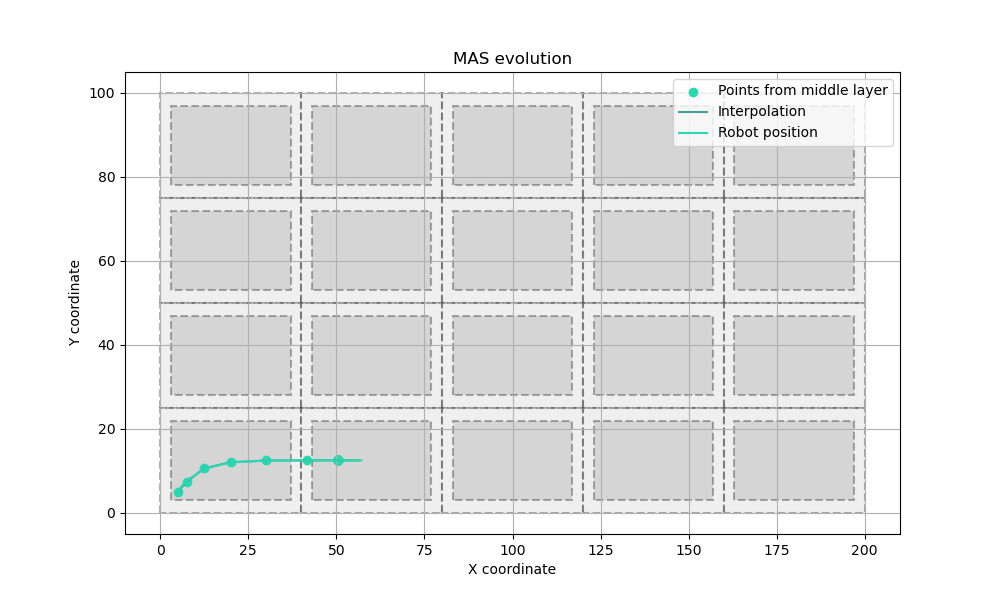 MAS evolution
Points from middle layer
Interpolation
Robot position
100
80
60
40
20
0
Y coordinate
0
25
50
75
100
125
150
175
200
X coordinate